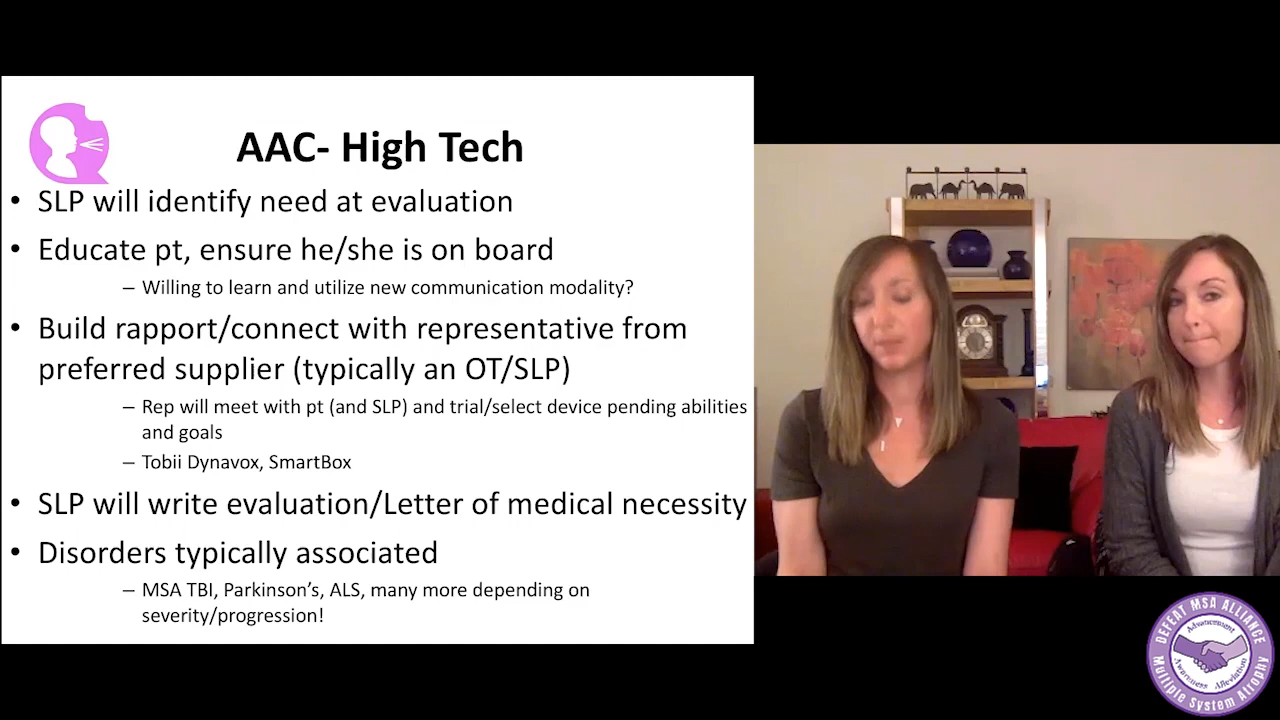 AAC- High Tech
• SLP will identify need at evaluation
• Educate pt, ensure he/she is on board
– Willing to learn and utilize new communication modality?
• Build rapport/connect with representative from
preferred supplier (typically an OT/SLP)
– Rep will meet with pt (and SLP) and trial/select device pending abilities
and goals
– Tobii Dynavox, SmartBox
• SLP will write evaluation/Letter of medical necessity
• Disorders typically associated
– MSA TBI, Parkinson’s, ALS, many more depending on
severity/progression!
DEFEAT MSA ALLIANCE
Advancement
Awareness Alleviation
Multiple System Atrophy